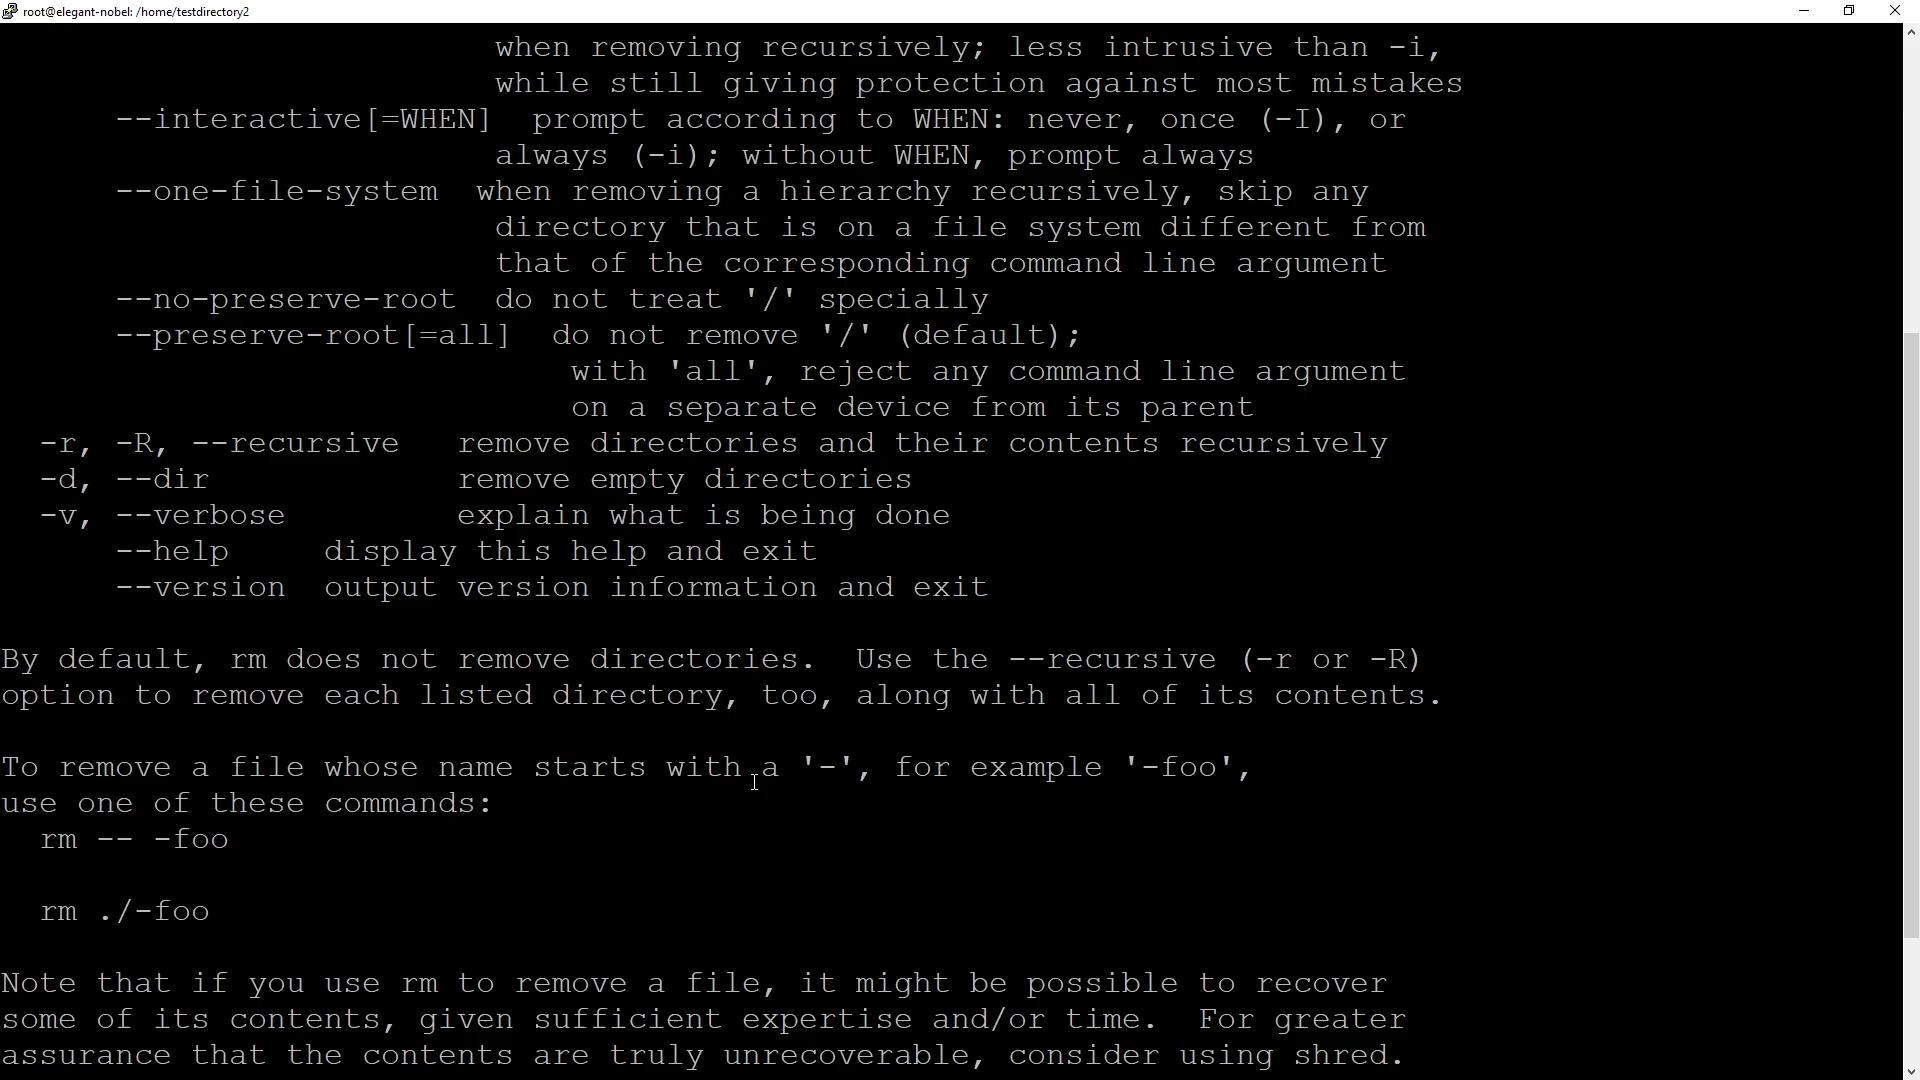 root@elegant-nobel: /home/testdirectory2
when removing recursively; less intrusive than -i,
while still giving protection against most mistakes
--interactive[=WHEN]  prompt according to WHEN: never, once (-I), or
always (-i); without WHEN, prompt always
--one-file-system  when removing a hierarchy recursively, skip any
directory that is on a file system different from
that of the corresponding command line argument
--no-preserve-root  do not treat '/' specially
--preserve-root[=all]  do not remove '/' (default);
with 'all', reject any command line argument
on a separate device from its parent
-r, -R, --recursive   remove directories and their contents recursively
-d, --dir             remove empty directories
-v, --verbose         explain what is being done
--help     display this help and exit
--version  output version information and exit
By default, rm does not remove directories.  Use the --recursive (-r or -R)
option to remove each listed directory, too, along with all of its contents.
To remove a file whose name starts with a '-', for example '-foo',
use one of these commands:
rm -- -foo
rm ./-foo
Note that if you use rm to remove a file, it might be possible to recover
some of its contents, given sufficient expertise and/or time.  For greater
assurance that the contents are truly unrecoverable, consider using shred.